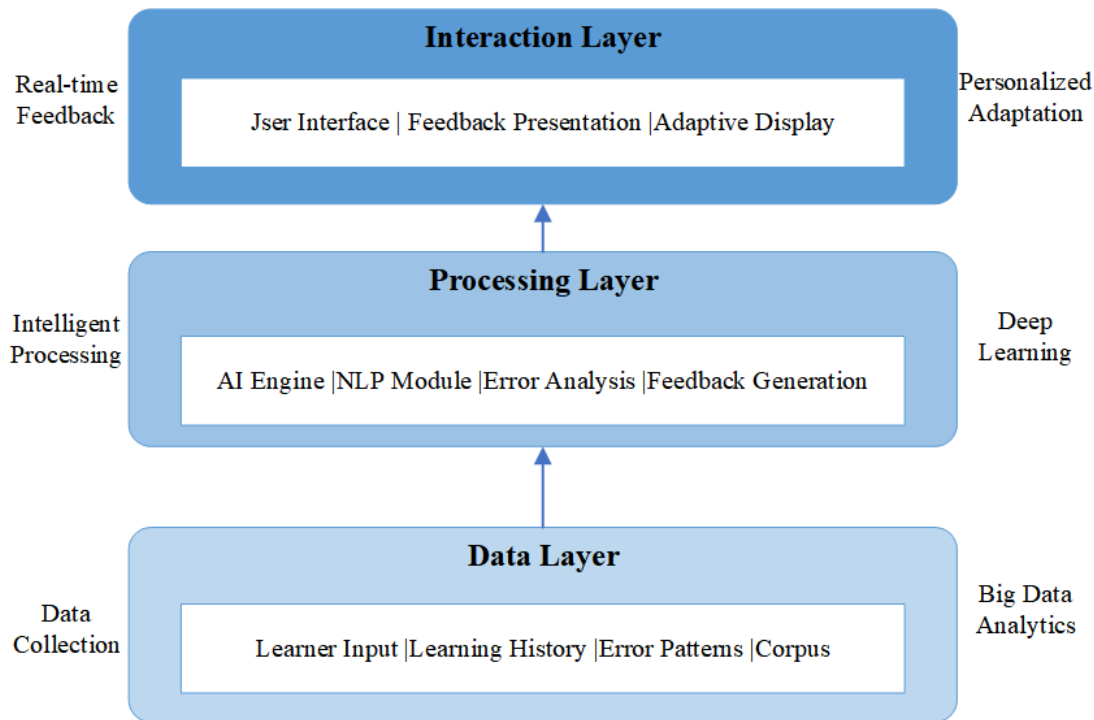 Interaction Layer
Real-time
Feedback
Jser Interface | Feedback Presentation |Adaptive Display
Personalized
Adaptation
Processing Layer
Intelligent
Processing
AI Engine |NLP Module |Error Analysis |Feedback Generation
Deep
Learning
Data Layer
Data
Collection
Learner Input |Learning History |Error Patterns |Corpus
Big Data
Analytics